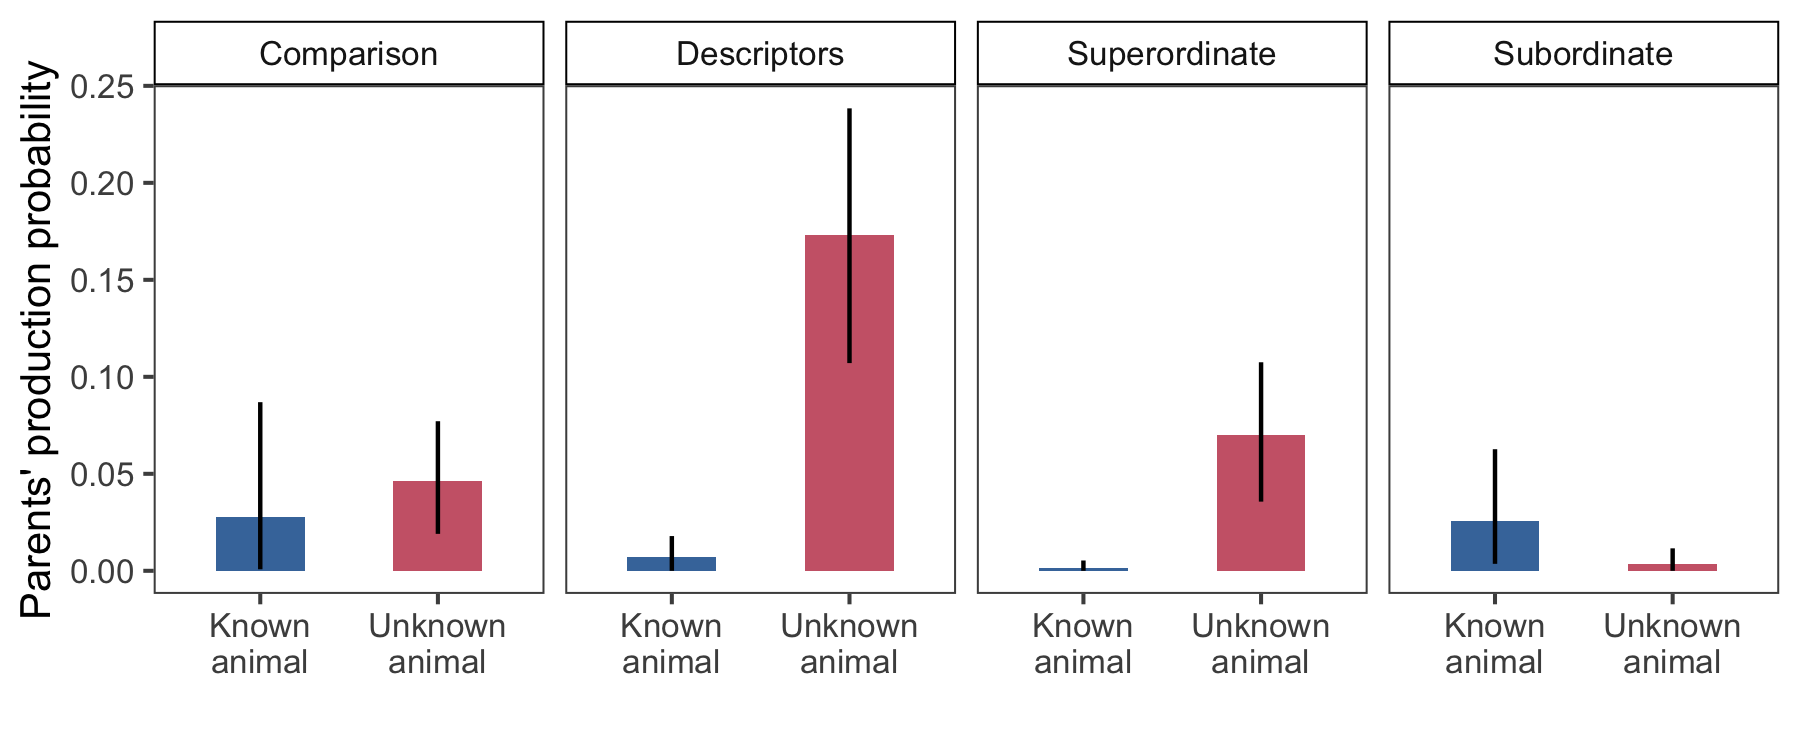 Comparison
Descriptors
Superordinate
Subordinate
Parents' production probability
0.25
0.20
0.15
0.10
0.05
0.00
Known
animal
Unknown
animal
Known
animal
Unknown
animal
Known
animal
Unknown
animal
Known
animal
Unknown
animal